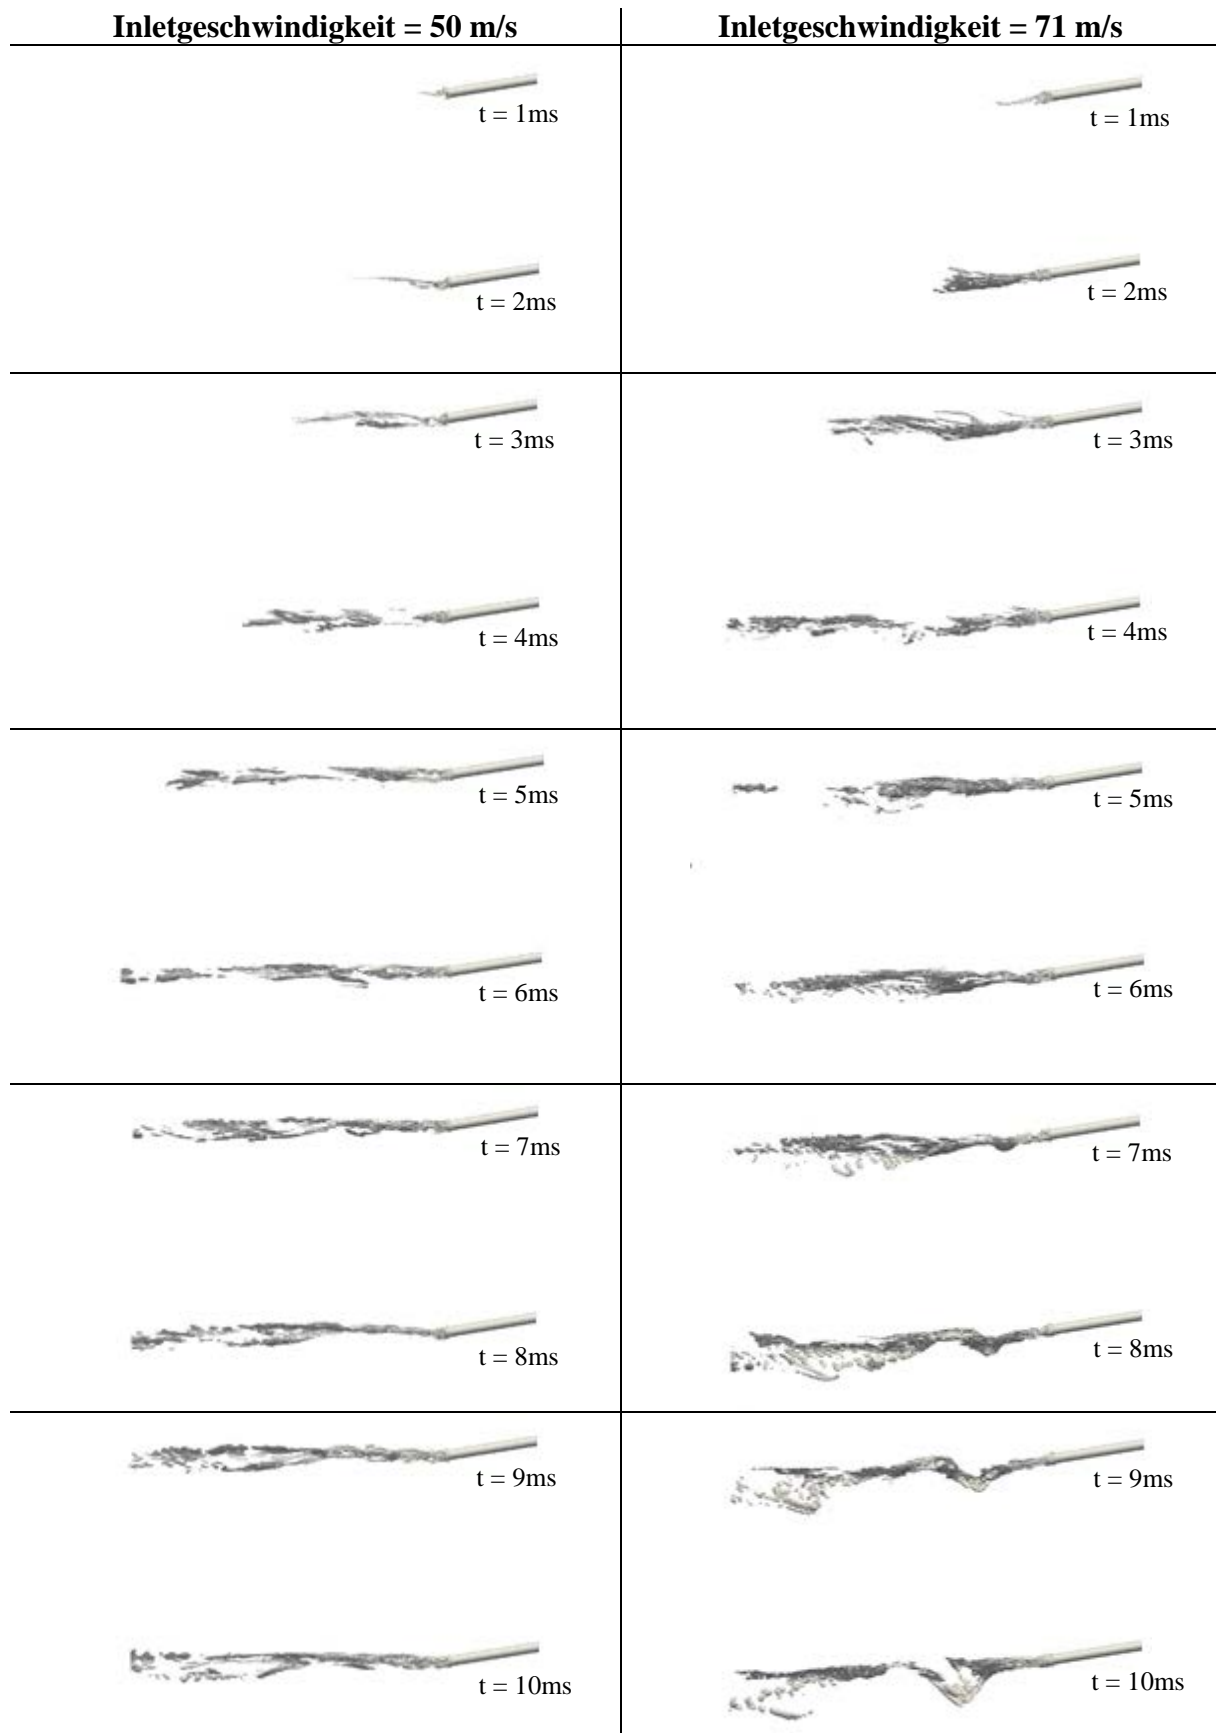 Inletgeschwindigkeit = 50 m/s
Inletgeschwindigkeit = 71 m/s
t = 1ms
t = 1ms
t = 2ms
t = 2ms
t = 3ms
t = 3ms
t = 4ms
t = 4ms
t = 5ms
t = 5ms
t = 6ms
t = 6ms
t = 7ms
t = 7ms
t = 8ms
t = 8ms
t = 9ms
t = 9ms
t = 10ms
t = 10ms